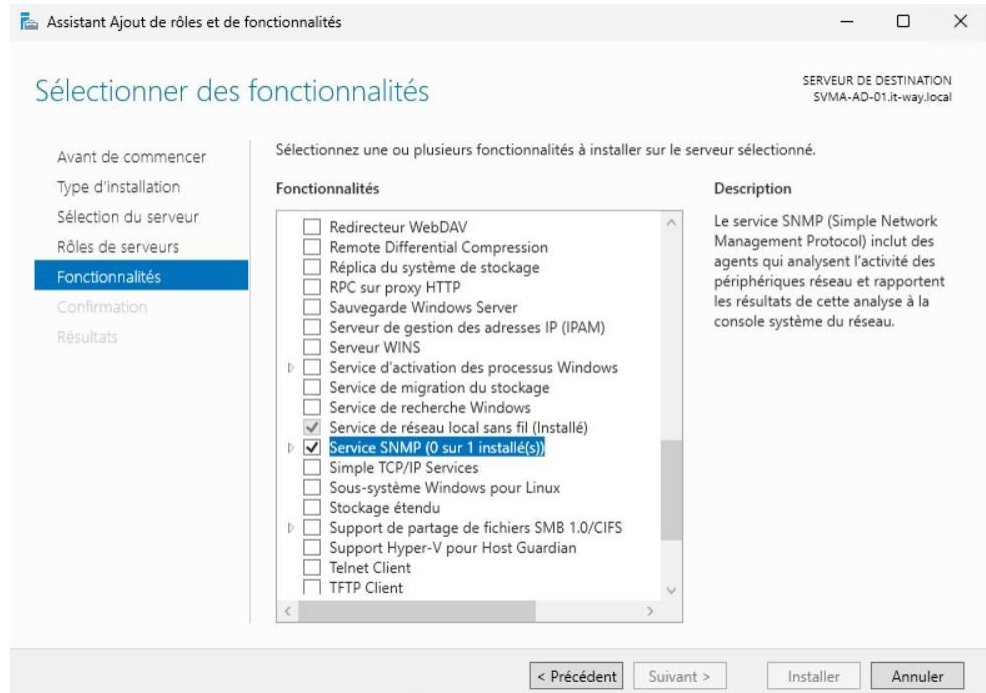 Assistant Ajout de rôles et de fonctionnalités
Sélectionner des fonctionnalités
SERVEUR DE DESTINATION
SVMA-AD-01.it-way.local
Avant de commencer
Type d'installation
Sélection du serveur
Rôles de serveurs
Fonctionnalités
Confirmation
Résultats
Sélectionnez une ou plusieurs fonctionnalités à installer sur le serveur sélectionné.
Fonctionnalités
Redirecteur WebDAV
Remote Differential Compression
Réplica du système de stockage
RPC sur proxy HTTP
Sauvegarde Windows Server
Serveur de gestion des adresses IP (IPAM)
Serveur WINS
Service d'activation des processus Windows
Service de migration du stockage
Service de recherche Windows
Service de réseau local sans fil (Installé)
Service SNMP (0 sur 1 installé(s))
Simple TCP/IP Services
Sous-système Windows pour Linux
Stockage étendu
Support de partage de fichiers SMB 1.0/CIFS
Support Hyper-V pour Host Guardian
Telnet Client
TFTP Client
Description
Le service SNMP (Simple Network
Management Protocol) inclut des
agents qui analysent l'activité des
périphériques réseau et rapportent
les résultats de cette analyse à la
console système du réseau.
< Précédent
Suivant >
Installer
Annuler